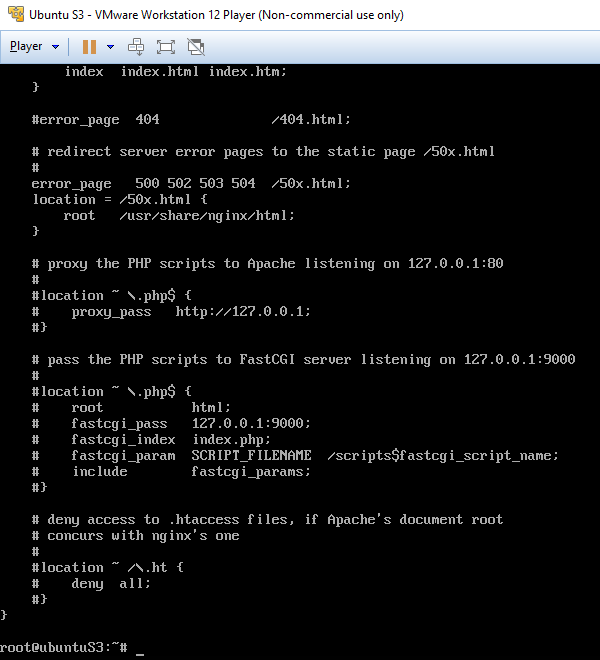 Ubuntu S3 - VMware Workstation 12 Player (Non-commercial use only)
Player
        index  index.html index.htm;
    }

    #error_page  404              /404.html;

    # redirect server error pages to the static page /50x.html
    #
    error_page   500 502 503 504  /50x.html;
    location = /50x.html {
        root   /usr/share/nginx/html;
    }

    # proxy the PHP scripts to Apache listening on 127.0.0.1:80
    #
    #location ~ \.php$ {
    #    proxy_pass   http://127.0.0.1;
    #}

    # pass the PHP scripts to FastCGI server listening on 127.0.0.1:9000
    #
    #location ~ \.php$ {
    #    root           html;
    #    fastcgi_pass   127.0.0.1:9000;
    #    fastcgi_index  index.php;
    #    fastcgi_param  SCRIPT_FILENAME  /scripts$fastcgi_script_name;
    #    include        fastcgi_params;
    #}

    # deny access to .htaccess files, if Apache's document root
    # concurs with nginx's one
    #
    #location ~ /\.ht {
    #    deny  all;
    #}
}

root@ubuntuS3:~# _